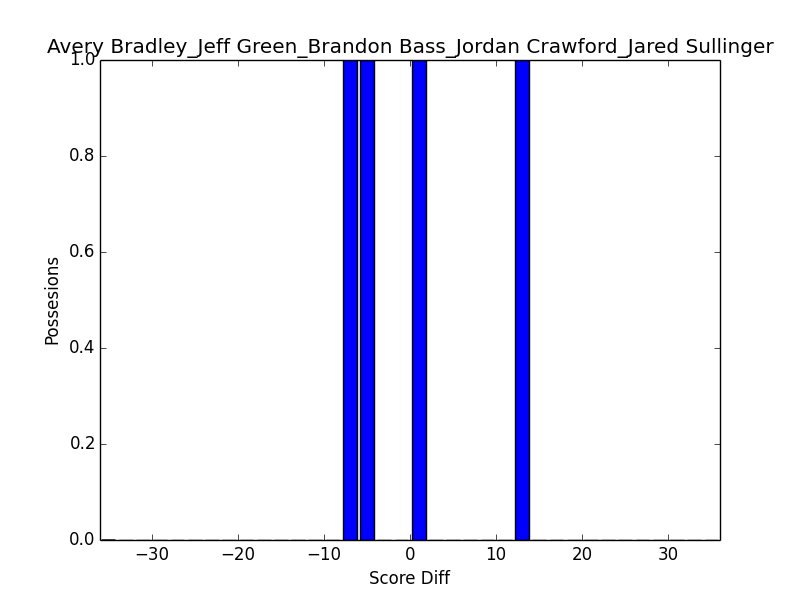 Avery Bradley_Jeff Green_Brandon Bass_Jordan Crawford_Jared Sullinger
1.0
0.8
0.6
0.4
0.2
0.0
Possesions
−30 −20 −10 0 10 20 30
Score Diff